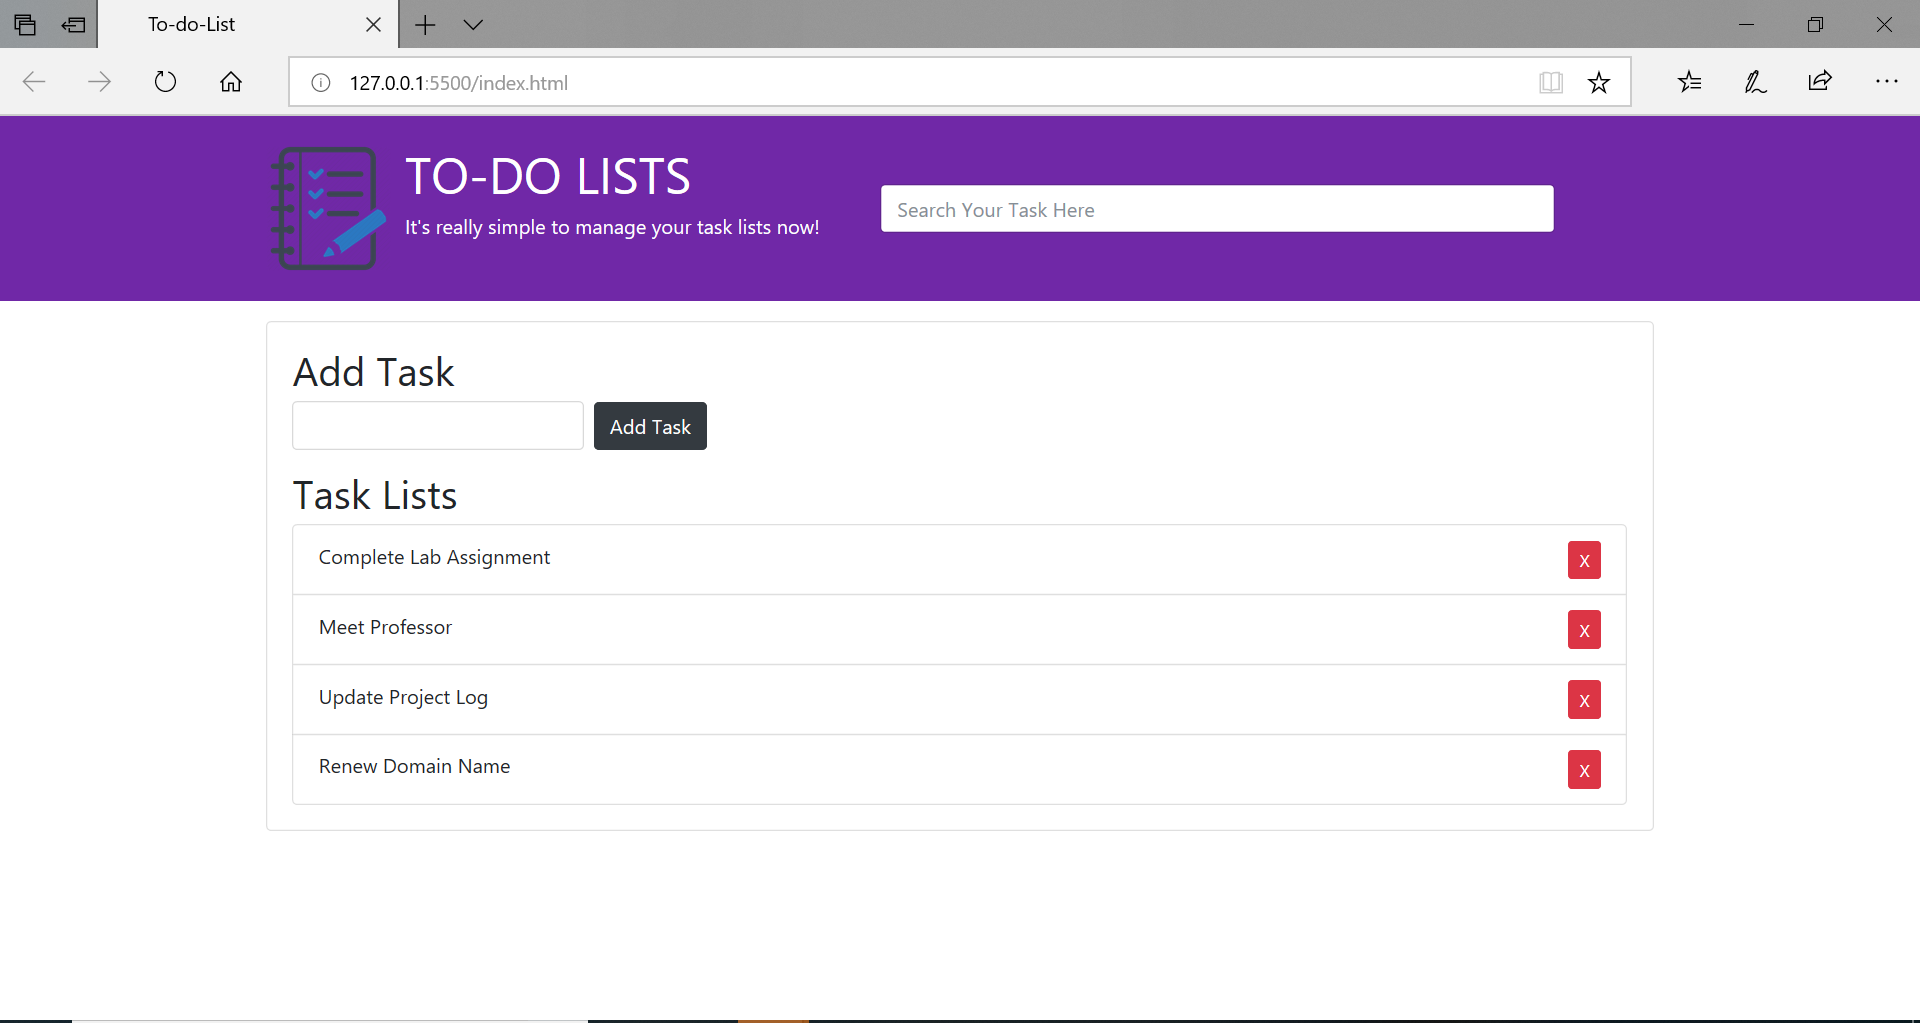 To-do-List
127.0.0.1:5500/index.html
TO-DO LISTS
It's really simple to manage your task lists now!
Search Your Task Here
Add Task
Add Task
Task Lists
Complete Lab Assignment
X
Meet Professor
X
Update Project Log
X
Renew Domain Name
X